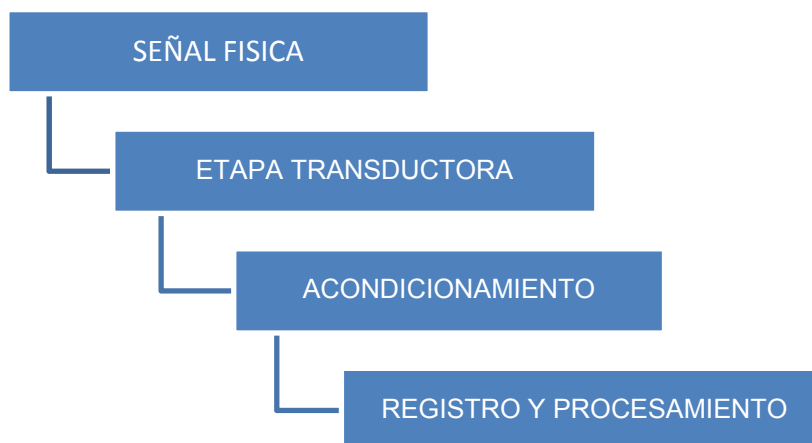 SEÑAL FISICA
ETAPA TRANSDUCTORA
ACONDICIONAMIENTO
REGISTRO Y PROCESAMIENTO